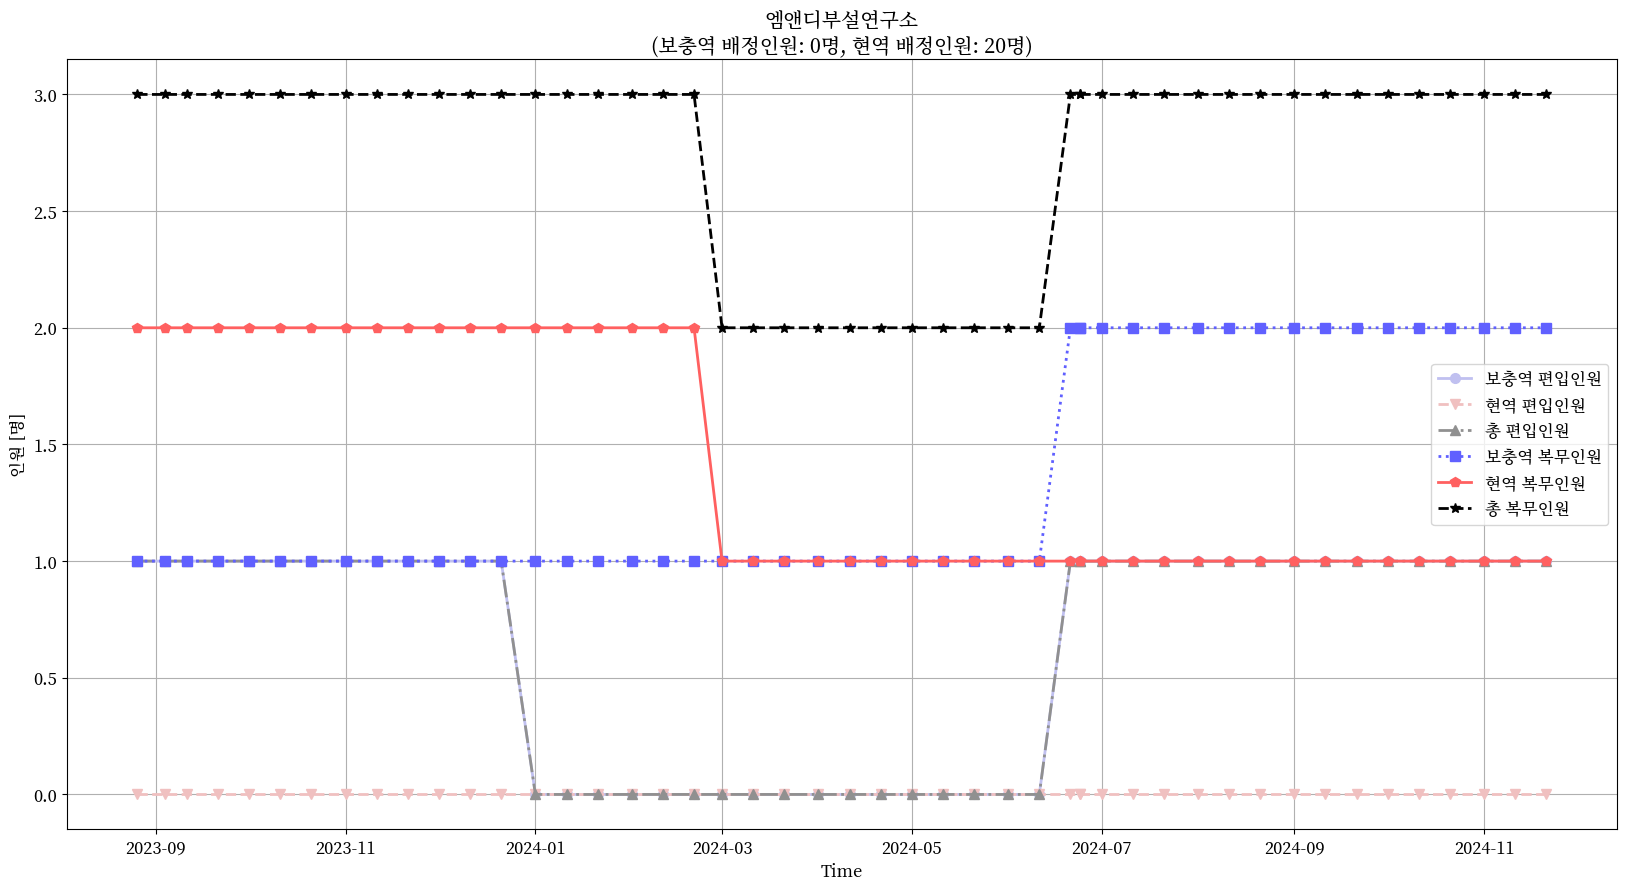 엠앤디부설연구소
(보충역 배정인원: 0명, 현역 배정인원: 20명)
3.0
2.5
2.0
1.5
1.0
0.5
0.0
인원 [명]
보충역 편입인원
현역 편입인원
총 편입인원
보충역 복무인원
현역 복무인원
총 복무인원
2023-09
2023-11
2024-01
2024-03
2024-05
2024-07
2024-09
2024-11
Time